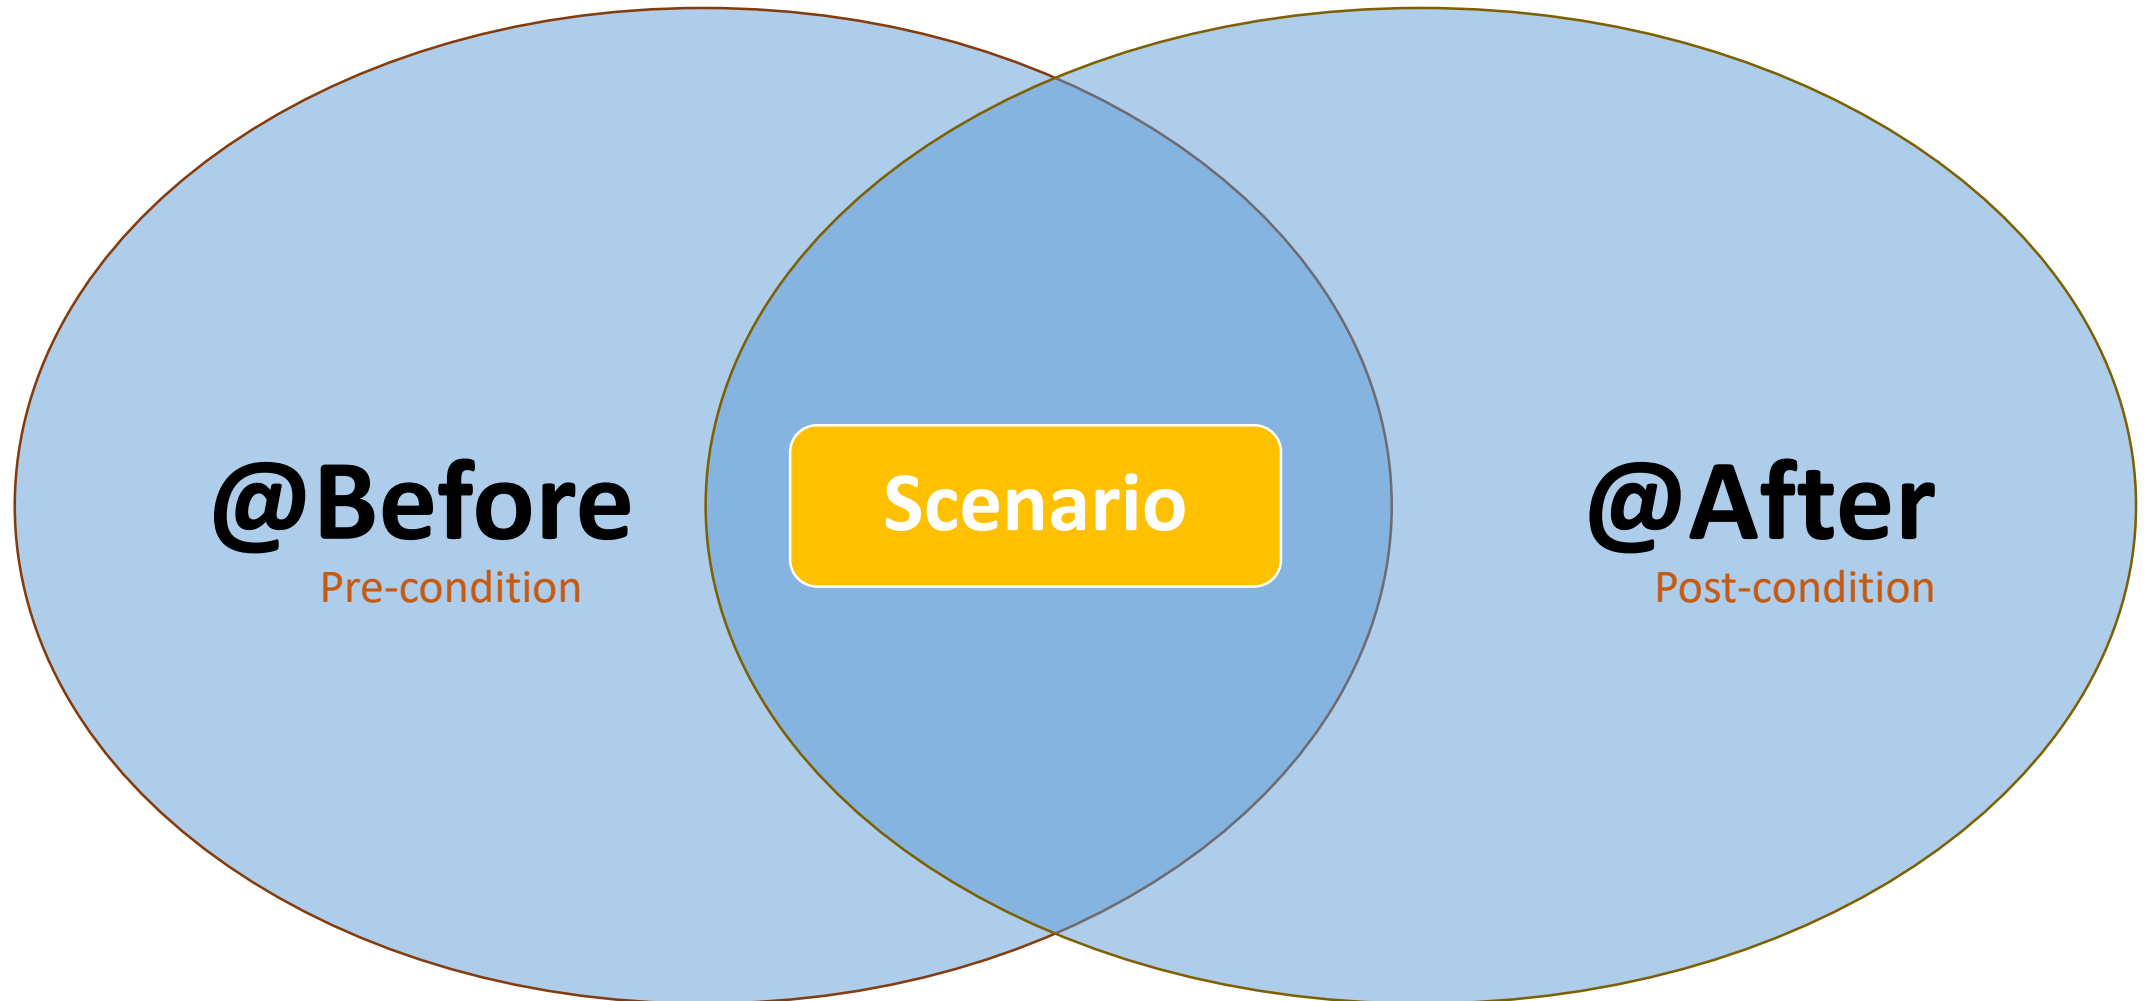 @Before
Pre-condition
Scenario
@After
Post-condition